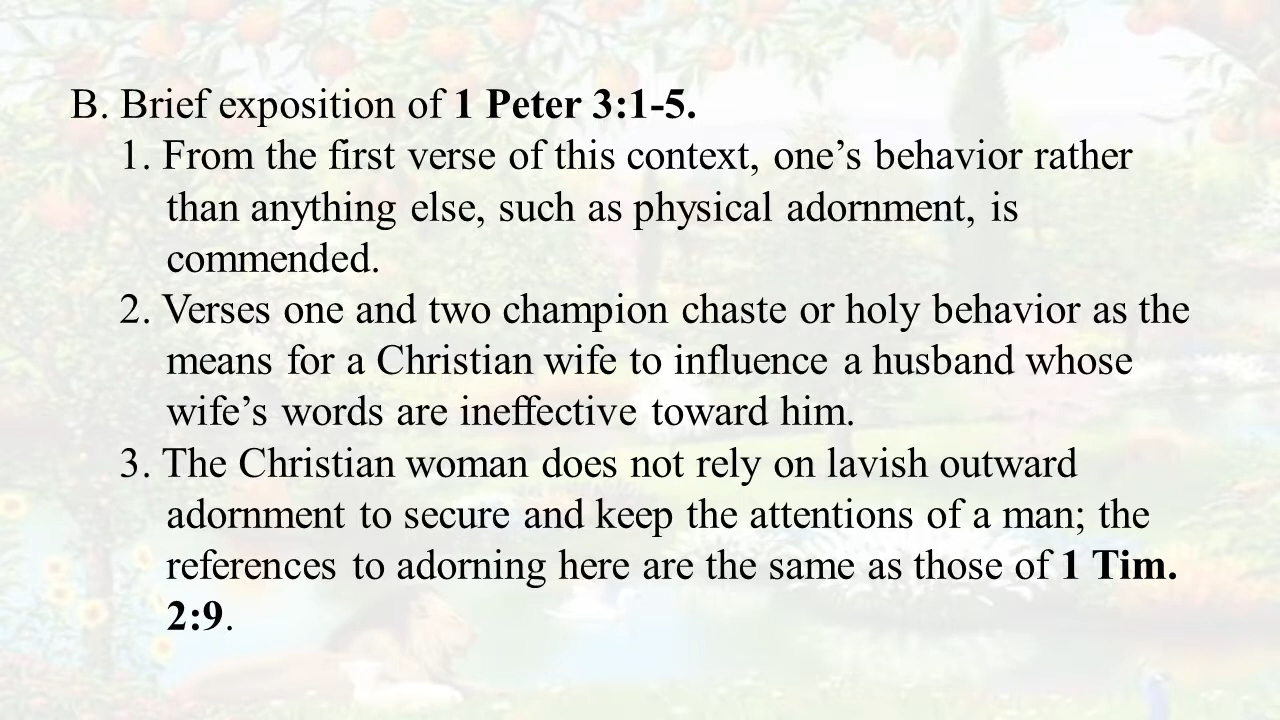 B. Brief exposition of 1 Peter 3:1-5.
1. From the first verse of this context, one’s behavior rather
than anything else, such as physical adornment, is
commended.
2. Verses one and two champion chaste or holy behavior as the
means for a Christian wife to influence a husband whose
wife’s words are ineffective toward him.
3. The Christian woman does not rely on lavish outward
adornment to secure and keep the attentions of a man; the
references to adorning here are the same as those of 1 Tim.
2:9.